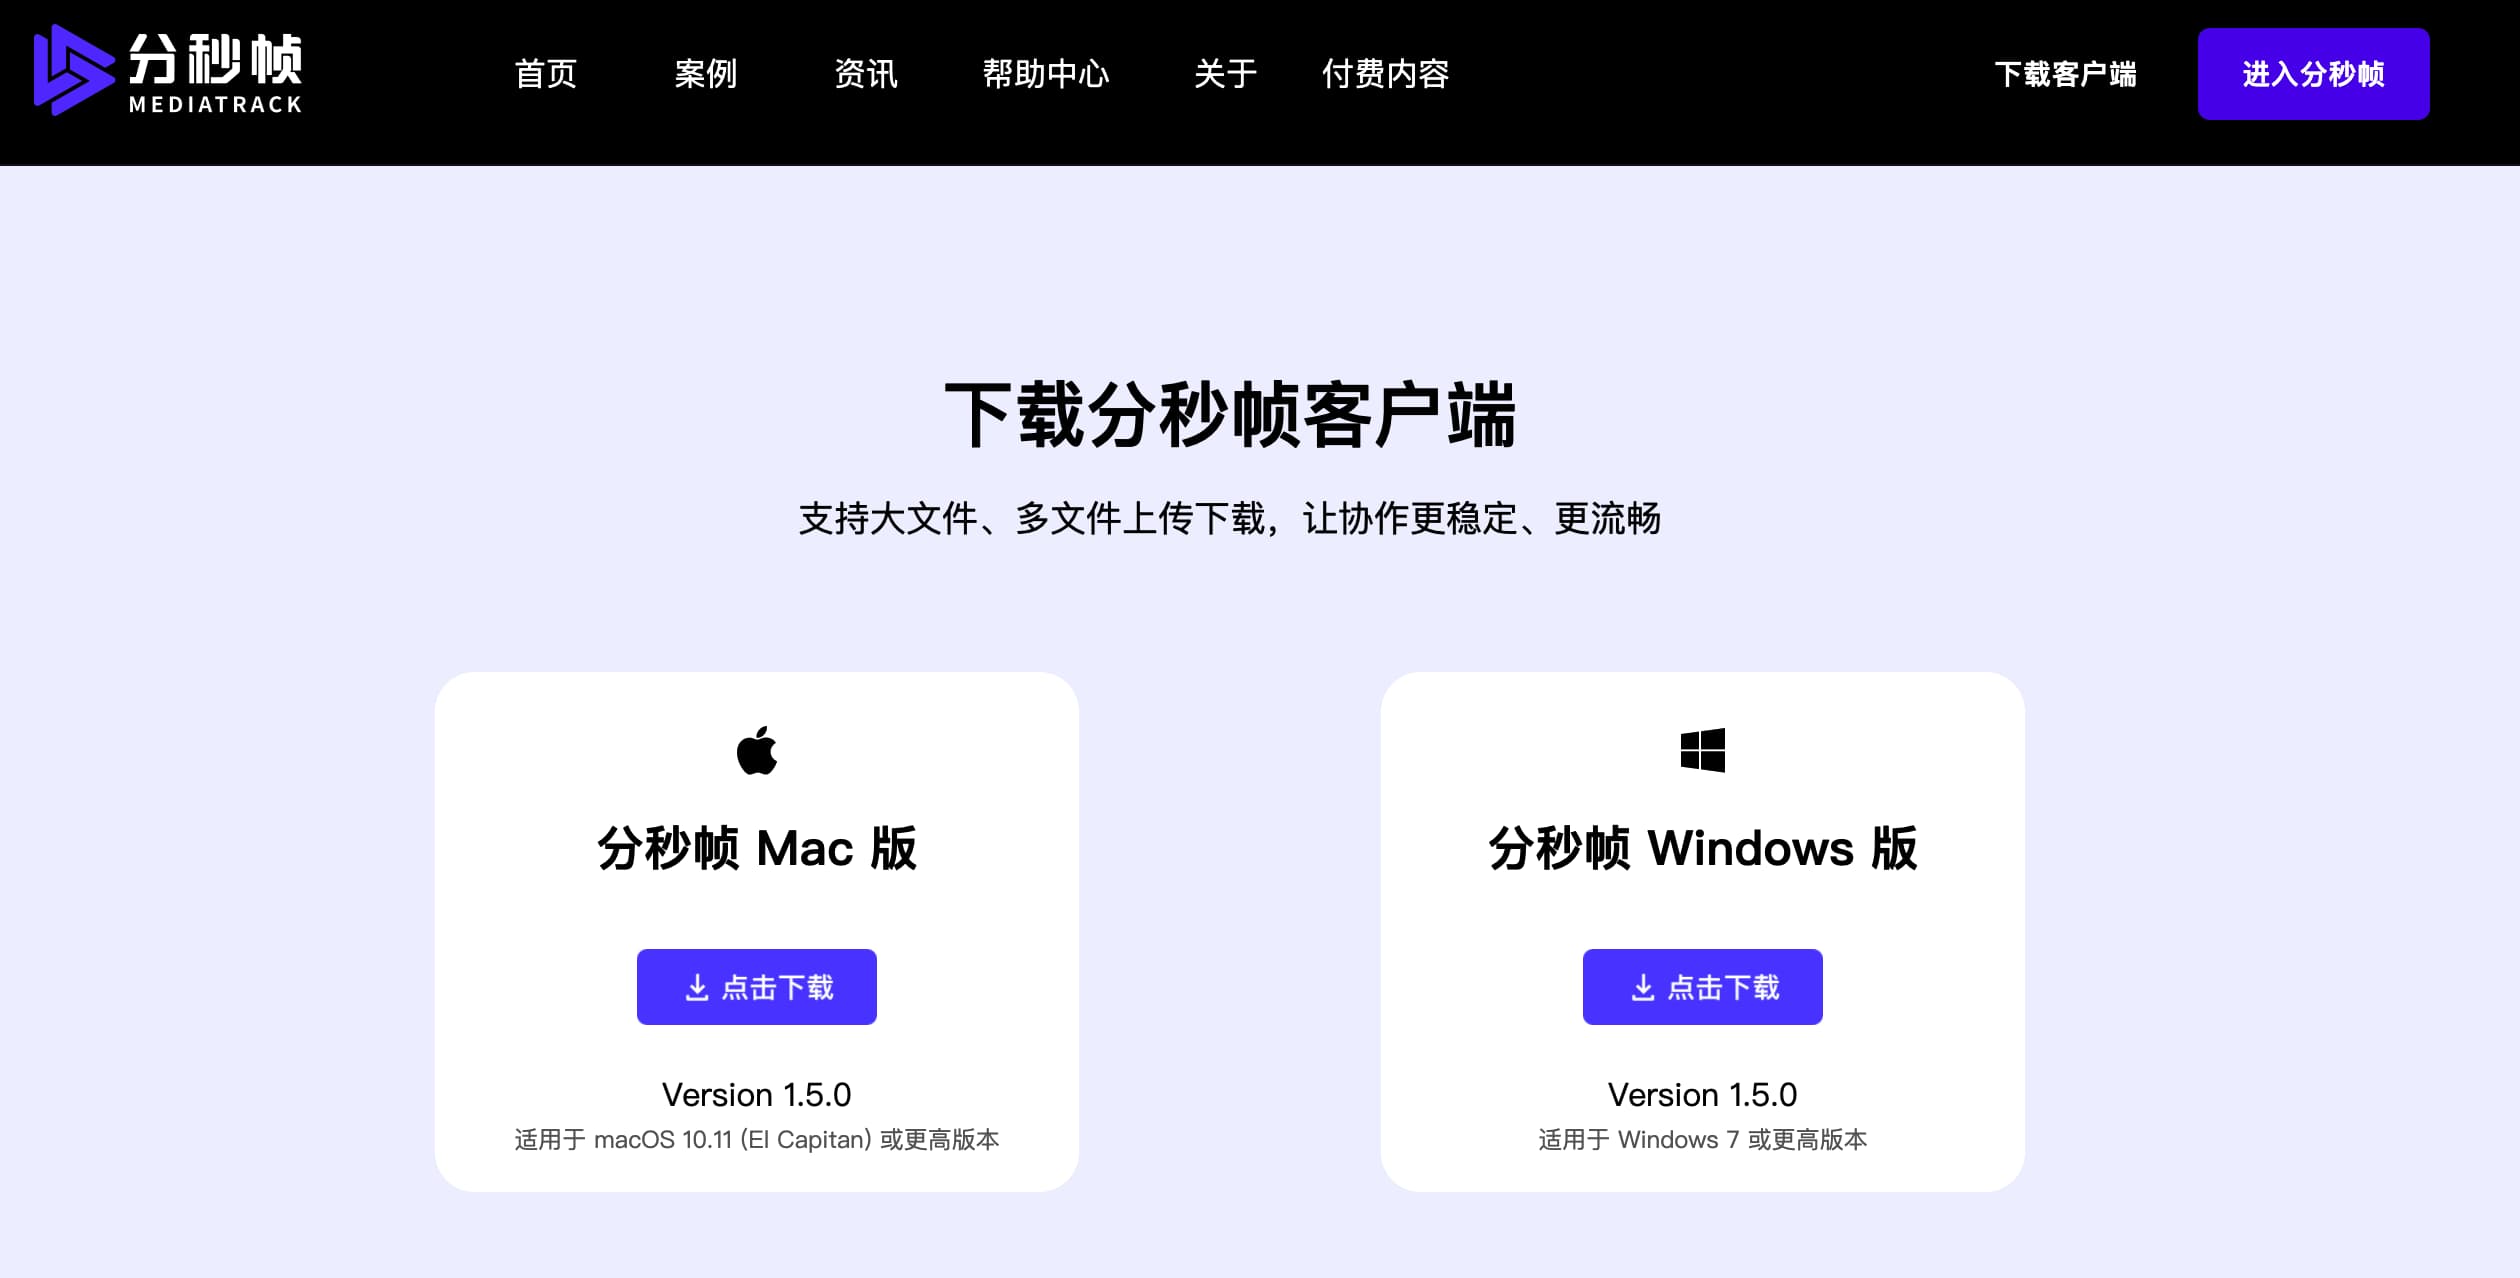 分秒帧
MEDIATRACK
首页 案例 资讯 帮助中心 关于 付费内容 下载客户端 进入分秒帧
下载分秒帧客户端
支持大文件、多文件上传下载，让协作更稳定、更流畅
分秒帧 Mac 版
点击下载
Version 1.5.0
适用于 macOS 10.11 (El Capitan) 或更高版本
分秒帧 Windows 版
点击下载
Version 1.5.0
适用于 Windows 7 或更高版本